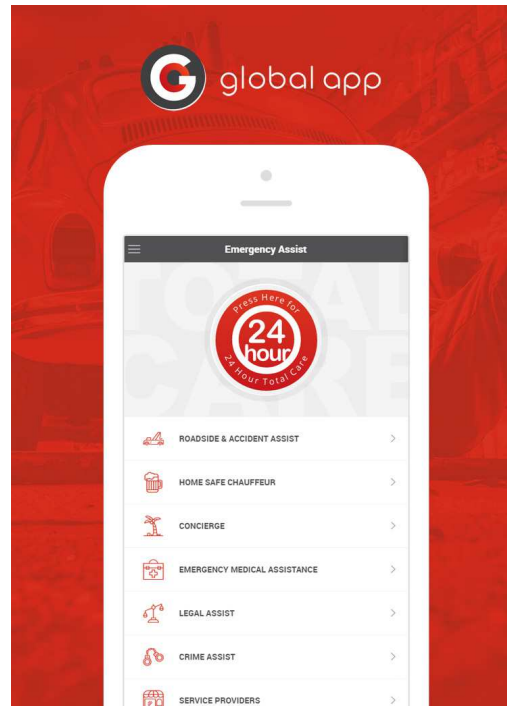 G global app
Emergency Assist
TOTAL
CARE
Press Here for
24
hour
24 Hour Total Care
ROADSIDE & ACCIDENT ASSIST
HOME SAFE CHAUFFEUR
CONCIERGE
EMERGENCY MEDICAL ASSISTANCE
LEGAL ASSIST
CRIME ASSIST
SERVICE PROVIDERS